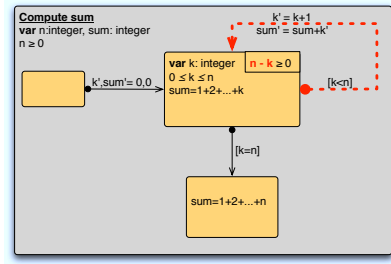 Compute sum
var n:integer, sum: integer
n ≥ 0
k' = k+1
sum' = sum+k'
var k: integer
n - k ≥ 0
0 ≤ k ≤ n
sum=1+2+...+k
k',sum'= 0,0
[k<n]
[k=n]
sum=1+2+...+n